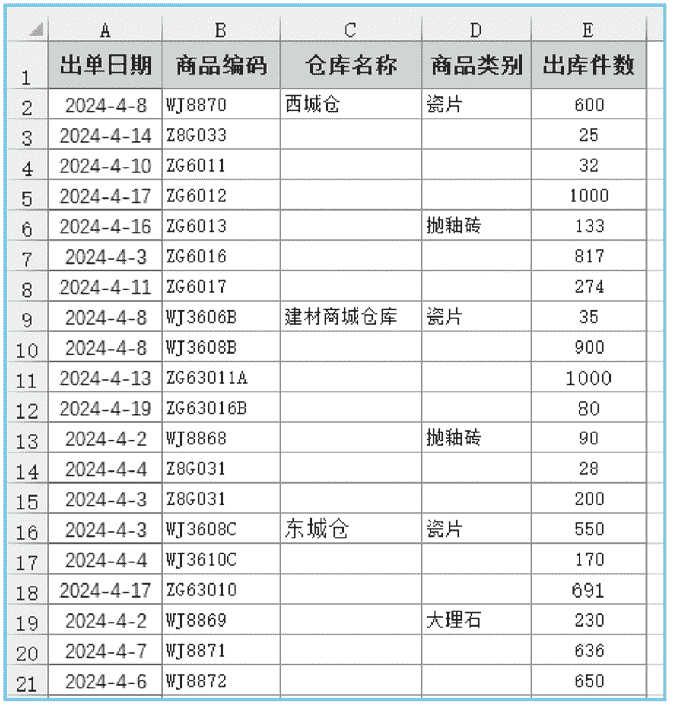 A B C D E
1 出单日期 商品编码 仓库名称 商品类别 出库件数
2 2024-4-8 WJ8870 西城仓 瓷片 600
3 2024-4-14 Z8G033 25
4 2024-4-10 ZG6011 32
5 2024-4-17 ZG6012 1000
6 2024-4-16 ZG6013 抛釉砖 133
7 2024-4-3 ZG6016 817
8 2024-4-11 ZG6017 274
9 2024-4-8 WJ3606B 建材商城仓库 瓷片 35
10 2024-4-8 WJ3608B 900
11 2024-4-13 ZG63011A 1000
12 2024-4-19 ZG63016B 80
13 2024-4-2 WJ8868 抛釉砖 90
14 2024-4-4 Z8G031 28
15 2024-4-3 Z8G031 200
16 2024-4-3 WJ3608C 东城仓 瓷片 550
17 2024-4-4 WJ3610C 170
18 2024-4-17 ZG63010 691
19 2024-4-2 WJ8869 大理石 230
20 2024-4-7 WJ8871 636
21 2024-4-6 WJ8872 650